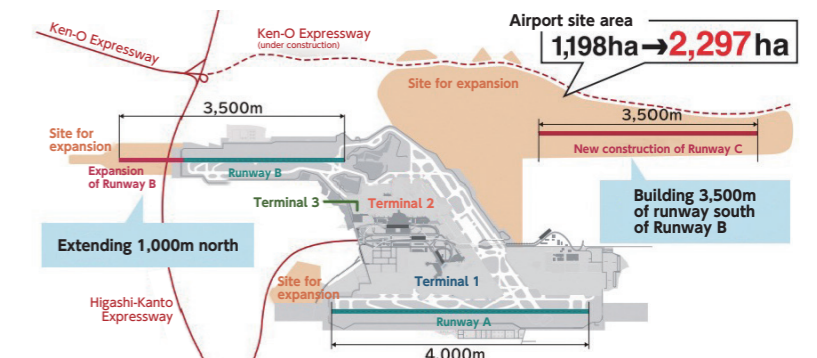 Airport site area
1,198ha→2,297ha
Ken-O Expressway
Ken-O Expressway
(under construction)
Site for expansion
3,500m
3,500m
Site for
expansion
Expansion
of Runway B
Runway B
New construction of Runway C
Terminal 3
Terminal 2
Building 3,500m
of runway south
of Runway B
Extending 1,000m north
Site for
expansion
Terminal 1
Higashi-Kanto
Expressway
Runway A
4,000m